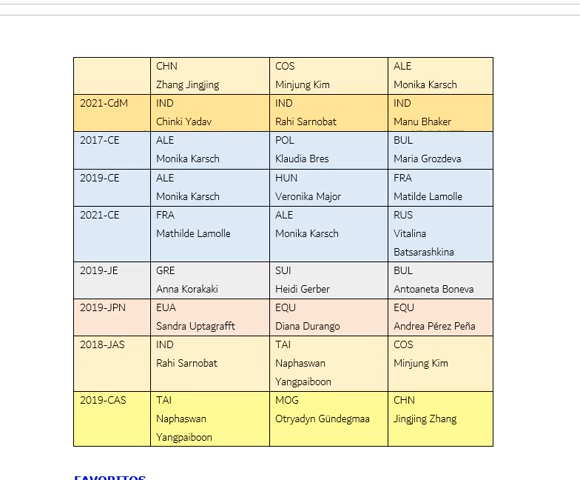 CHN COS ALE
Zhang Jingjing Minjung Kim Monika Karsch
2021-CdM IND IND IND
Chinki Yadav Rahi Sarnobat Manu Bhaker
2017-CE ALE POL BUL
Monika Karsch Klaudia Bres Maria Grozdeva
2019-CE ALE HUN FRA
Monika Karsch Veronika Major Matilde Lamolle
2021-CE FRA ALE RUS
Mathilde Lamolle Monika Karsch Vitalina
Batsarashkina
2019-JE GRE SUI BUL
Anna Korakaki Heidi Gerber Antoaneta Boneva
2019-JPN EUA EQU EQU
Sandra Uptagrafft Diana Durango Andrea Pérez Peña
2018-JAS IND TAI COS
Rahi Sarnobat Naphaswan Minjung Kim
Yangpaiboon
2019-CAS TAI MOG CHN
Naphaswan Otryadyn Gündegmaa Jingjing Zhang
Yangpaiboon
FAVORITOS